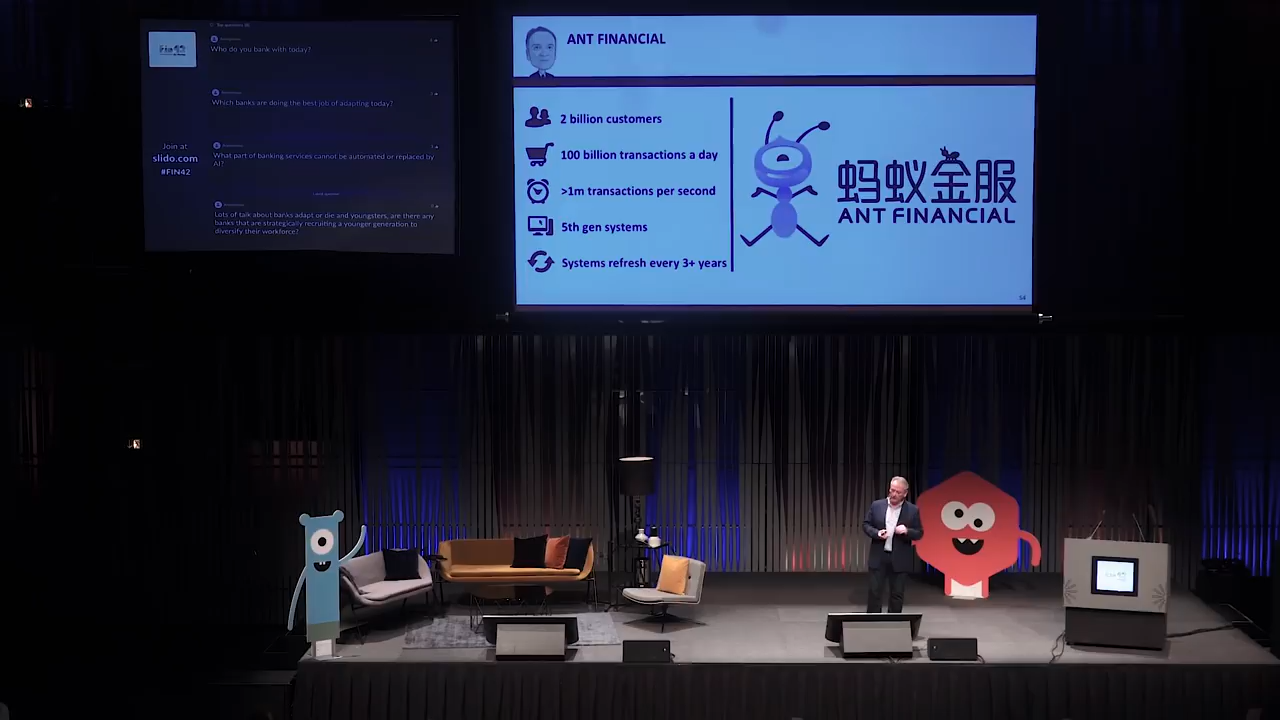 Top questions
Who do you bank with today?
Which banks are doing the best job of adapting today?
What part of banking services cannot be automated or replaced by
AI?
Lots of talk about banks adapt or die and youngsters, are there any
banks that are strategically recruiting a younger generation to
diversify their workforce?
Join at
slido.com
#FIN42
ANT FINANCIAL
2 billion customers
100 billion transactions a day
>1m transactions per second
5th gen systems
Systems refresh every 3+ years
蚂蚁金服
ANT FINANCIAL
54